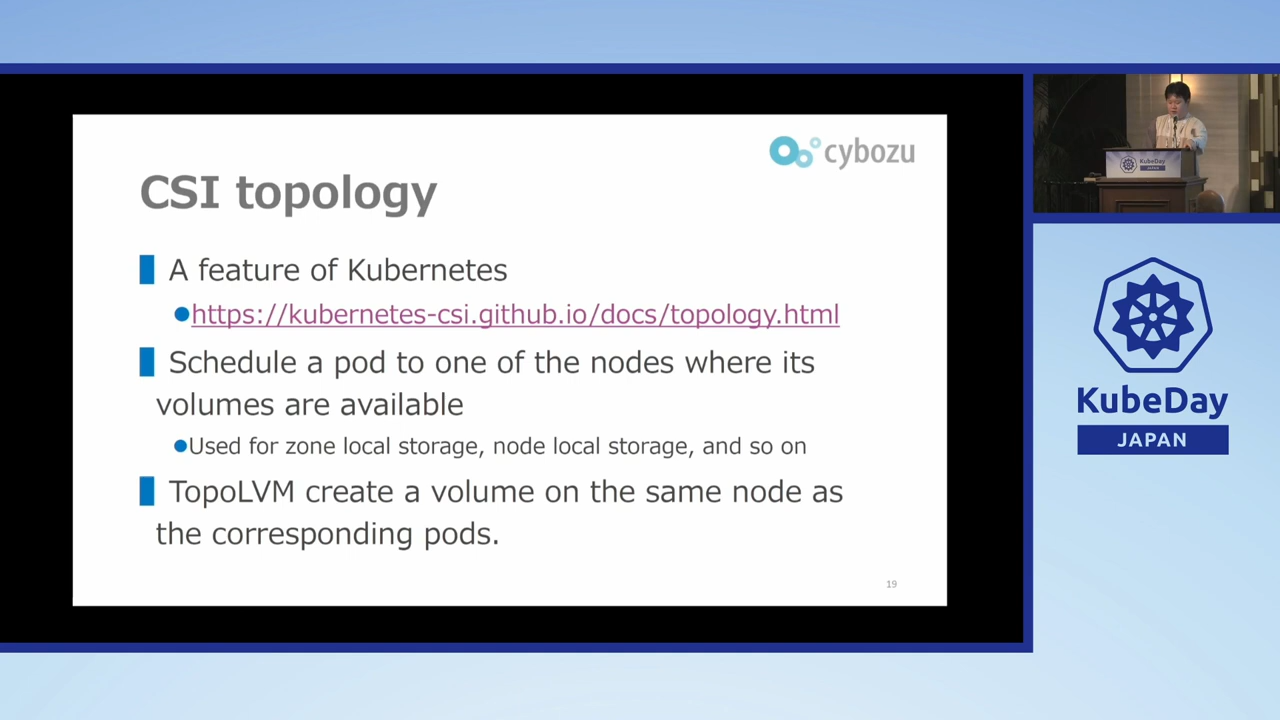 cybozu
CSI topology
A feature of Kubernetes
https://kubernetes-csi.github.io/docs/topology.html
Schedule a pod to one of the nodes where its
volumes are available
Used for zone local storage, node local storage, and so on
TopoLVM create a volume on the same node as
the corresponding pods.
19
KubeDay
JAPAN
KubeDay
JAPAN